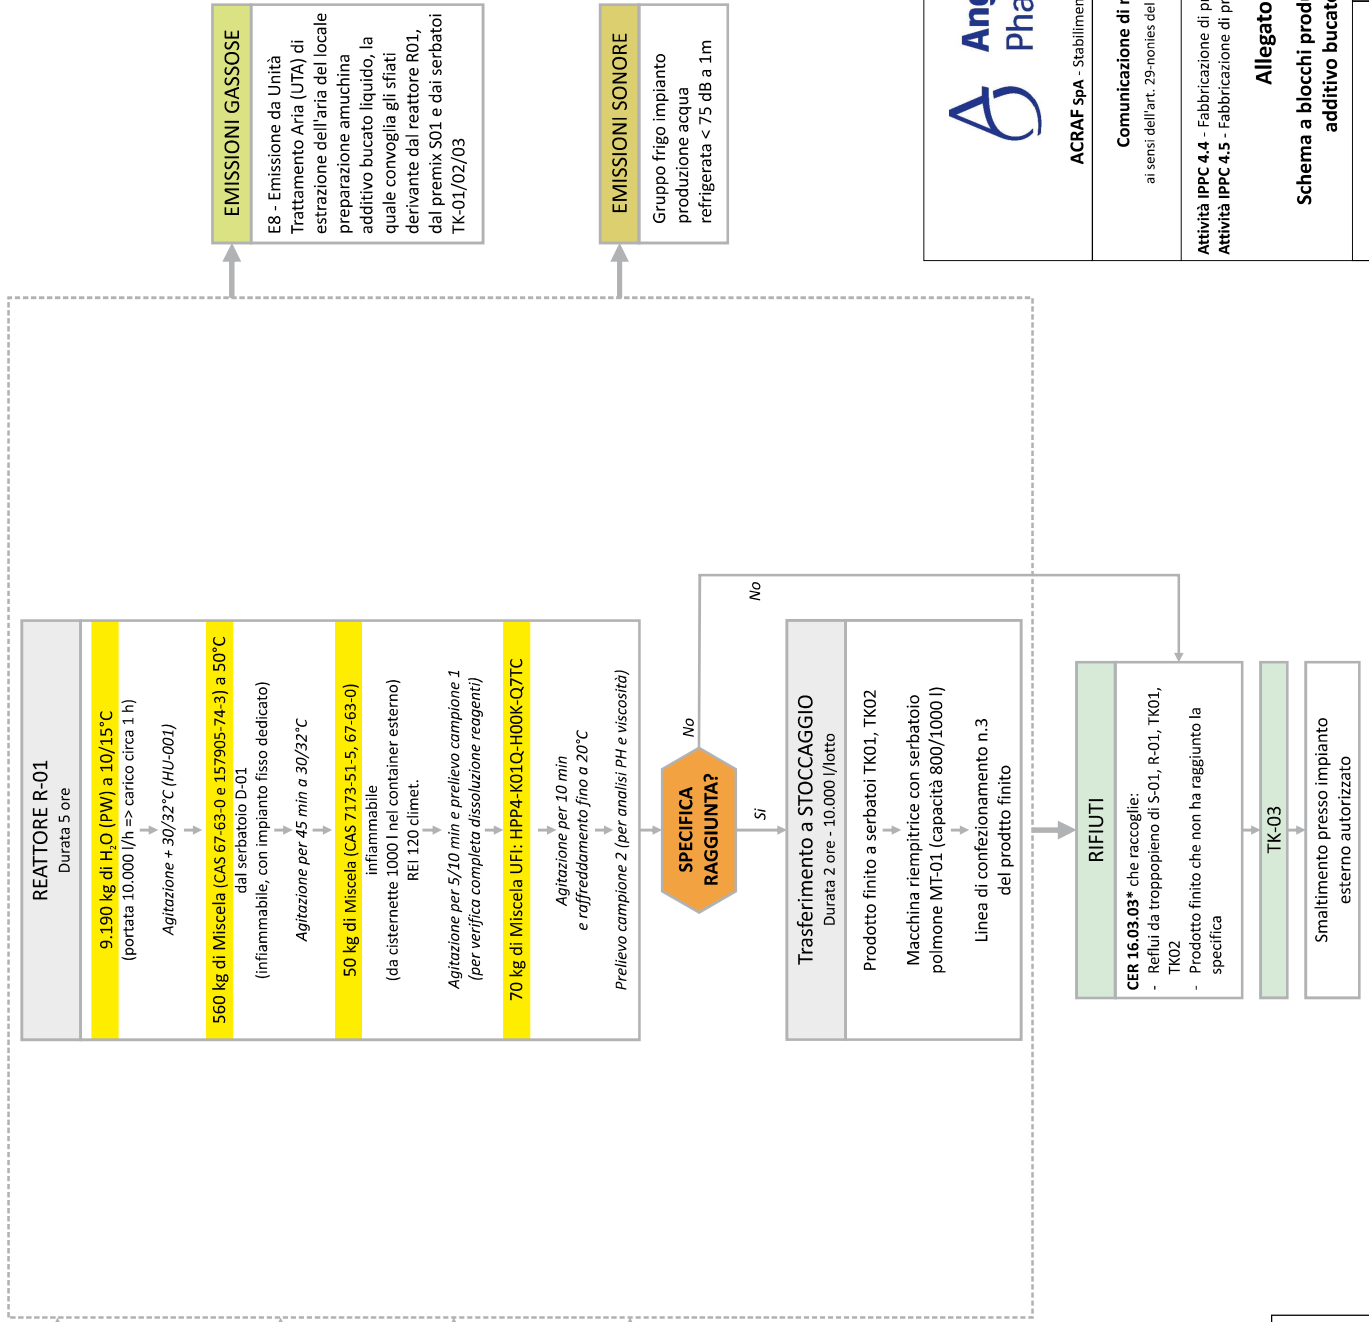 REATTORE R-01
Durata 5 ore
9.190 kg di H₂O (PW) a 10/15°C
(portata 10.000 l/h => carico circa 1 h)
Agitazione + 30/32°C (HU-001)
560 kg di Miscela (CAS 67-63-0 e 157905-74-3) a 50°C
dal serbatoio D-01
(infiammabile, con impianto fisso dedicato)
Agitazione per 45 min a 30/32°C
50 kg di Miscela (CAS 7173-51-5, 67-63-0)
infiammabile
(da cisternette 1000 l nel container esterno)
REI 120 climet.
Agitazione per 5/10 min e prelievo campione 1
(per verifica completa dissoluzione reagenti)
70 kg di Miscela UFI: HPP4-K01Q-H00K-Q7TC
Agitazione per 10 min
e raffreddamento fino a 20°C
Prelievo campione 2 (per analisi PH e viscosità)
SPECIFICA
RAGGIUNTA?
No
No
Si
Trasferimento a STOCCAGGIO
Durata 2 ore - 10.000 l/lotto
Prodotto finito a serbatoi TK01, TK02
Macchina riempitrice con serbatoio
polmone MT-01 (capacità 800/1000 l)
Linea di confezionamento n.3
del prodtto finito
RIFIUTI
CER 16.03.03* che raccoglie:
- Reflui da troppopieno di S-01, R-01, TK01,
TK02
- Prodotto finito che non ha raggiunto la
specifica
TK-03
Smaltimento presso impianto
esterno autorizzato
EMISSIONI GASSOSE
E8 - Emissione da Unità
Trattamento Aria (UTA) di
estrazione dell'aria del locale
preparazione amuchina
additivo bucato liquido, la
quale convoglia gli sfiati
derivante dal reattore R01,
dal premix S01 e dai serbatoi
TK-01/02/03
EMISSIONI SONORE
Gruppo frigo impianto
produzione acqua
refrigerata < 75 dB a 1m
Ang
Pha
ACRAF SpA - Stabilimen
Comunicazione di
ai sensi dell'art. 29-nonies del
Attività IPPC 4.4 - Fabbricazione di pr
Attività IPPC 4.5 - Fabbricazione di pr
Allegato
Schema a blocchi prod
additivo bucat